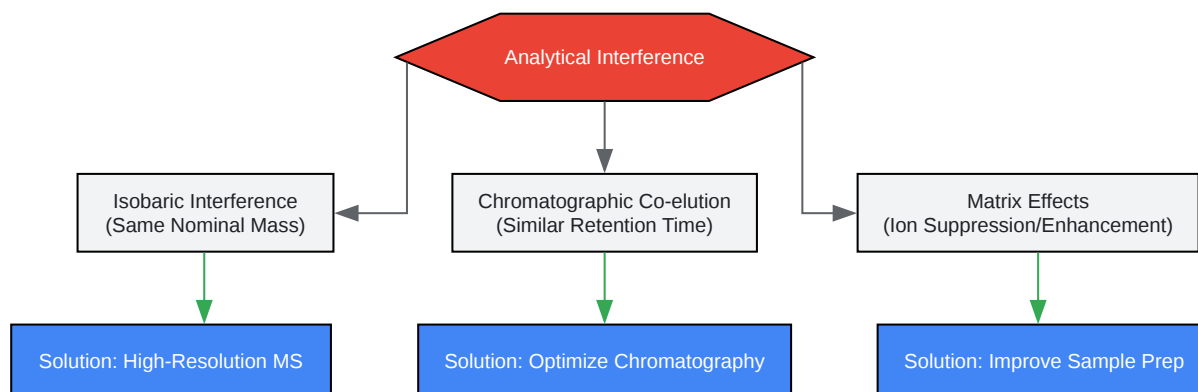 Analytical Interference
Isobaric Interference
(Same Nominal Mass)
Chromatographic Co-elution
(Similar Retention Time)
Matrix Effects
(Ion Suppression/Enhancement)
Solution: High-Resolution MS
Solution: Optimize Chromatography
Solution: Improve Sample Prep